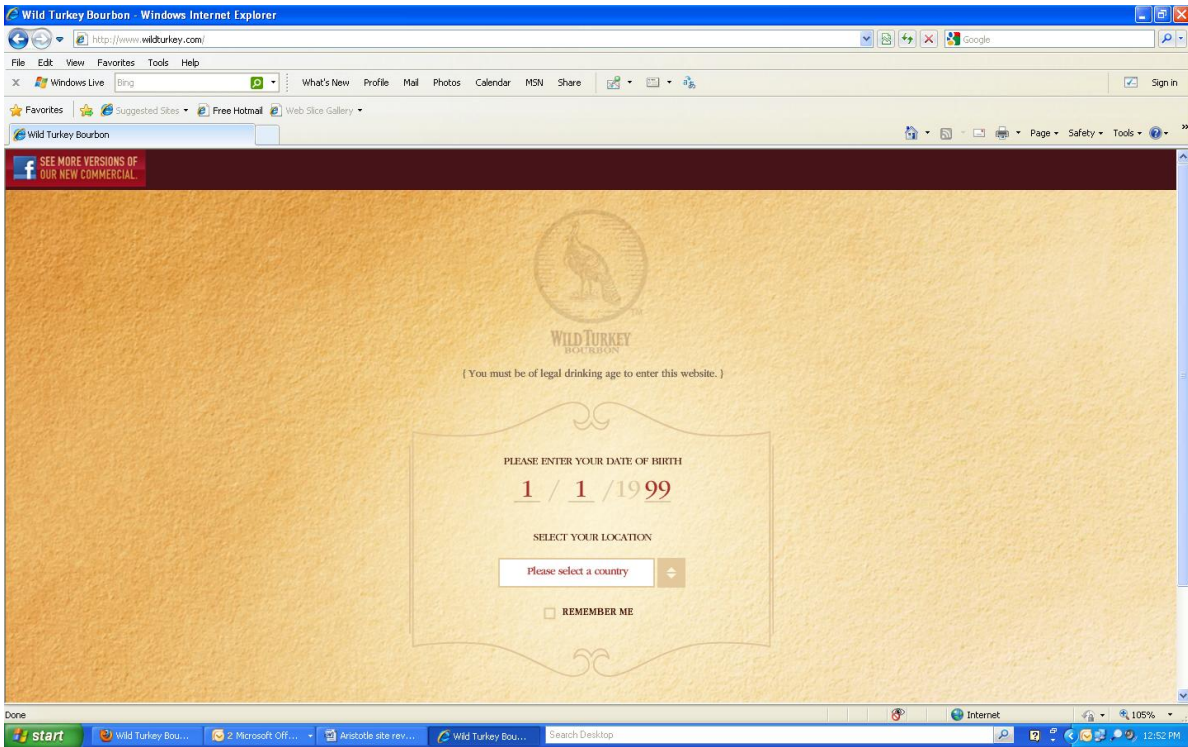 Wild Turkey Bourbon - Windows Internet Explorer
http://www.wildturkey.com/
Google
File Edit View Favorites Tools Help
x Windows Live Bing What's New Profile Mail Photos Calendar MSN Share Sign in
Favorites Suggested Sites Free Hotmail Web Slice Gallery
Wild Turkey Bourbon Page Safety Tools »
f SEE MORE VERSIONS OF
OUR NEW COMMERCIAL.
TM
WILD TURKEY
BOURBON
{ You must be of legal drinking age to enter this website. }
PLEASE ENTER YOUR DATE OF BIRTH
1 / 1 /1999
SELECT YOUR LOCATION
Please select a country
REMEMBER ME
Done Internet 105%
start Wild Turkey Bou... 2 Microsoft Off... Aristotle site rev... Wild Turkey Bou... Search Desktop 12:52 PM